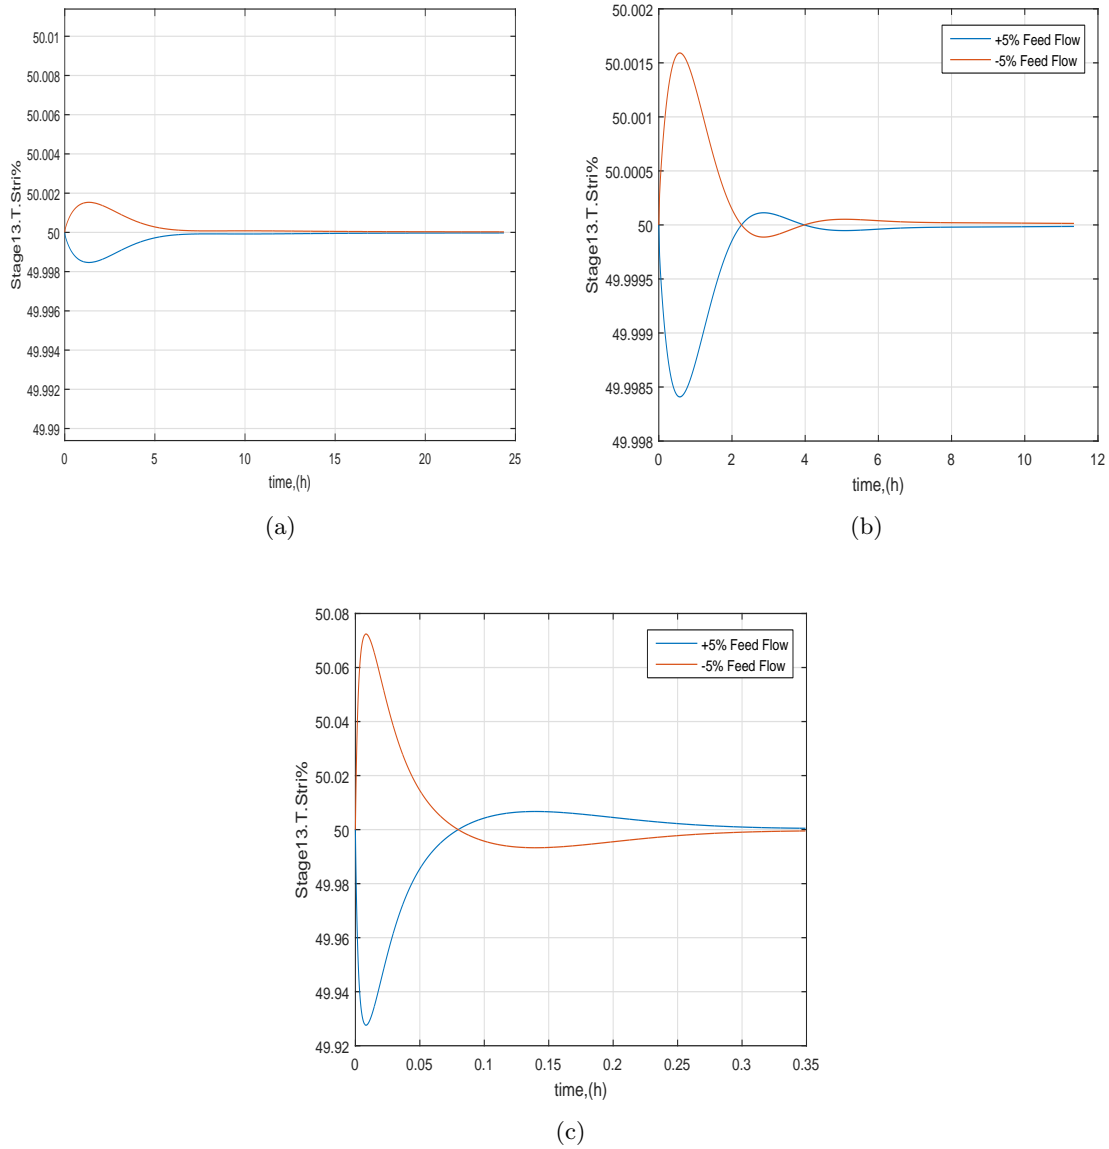 50.01
50.008
50.006
50.004
50.002
50
49.998
49.996
49.994
49.992
49.99
Stage13.T.Stri%
0 5 10 15 20 25
time,(h)
(a)
50.002
50.0015
50.001
50.0005
50
49.9995
49.999
49.9985
49.998
Stage13.T.Stri%
+5% Feed Flow
-5% Feed Flow
0 2 4 6 8 10 12
time,(h)
(b)
50.08
50.06
50.04
50.02
50
49.98
49.96
49.94
49.92
Stage13.T.Stri%
+5% Feed Flow
-5% Feed Flow
0 0.05 0.1 0.15 0.2 0.25 0.3 0.35
time,(h)
(c)